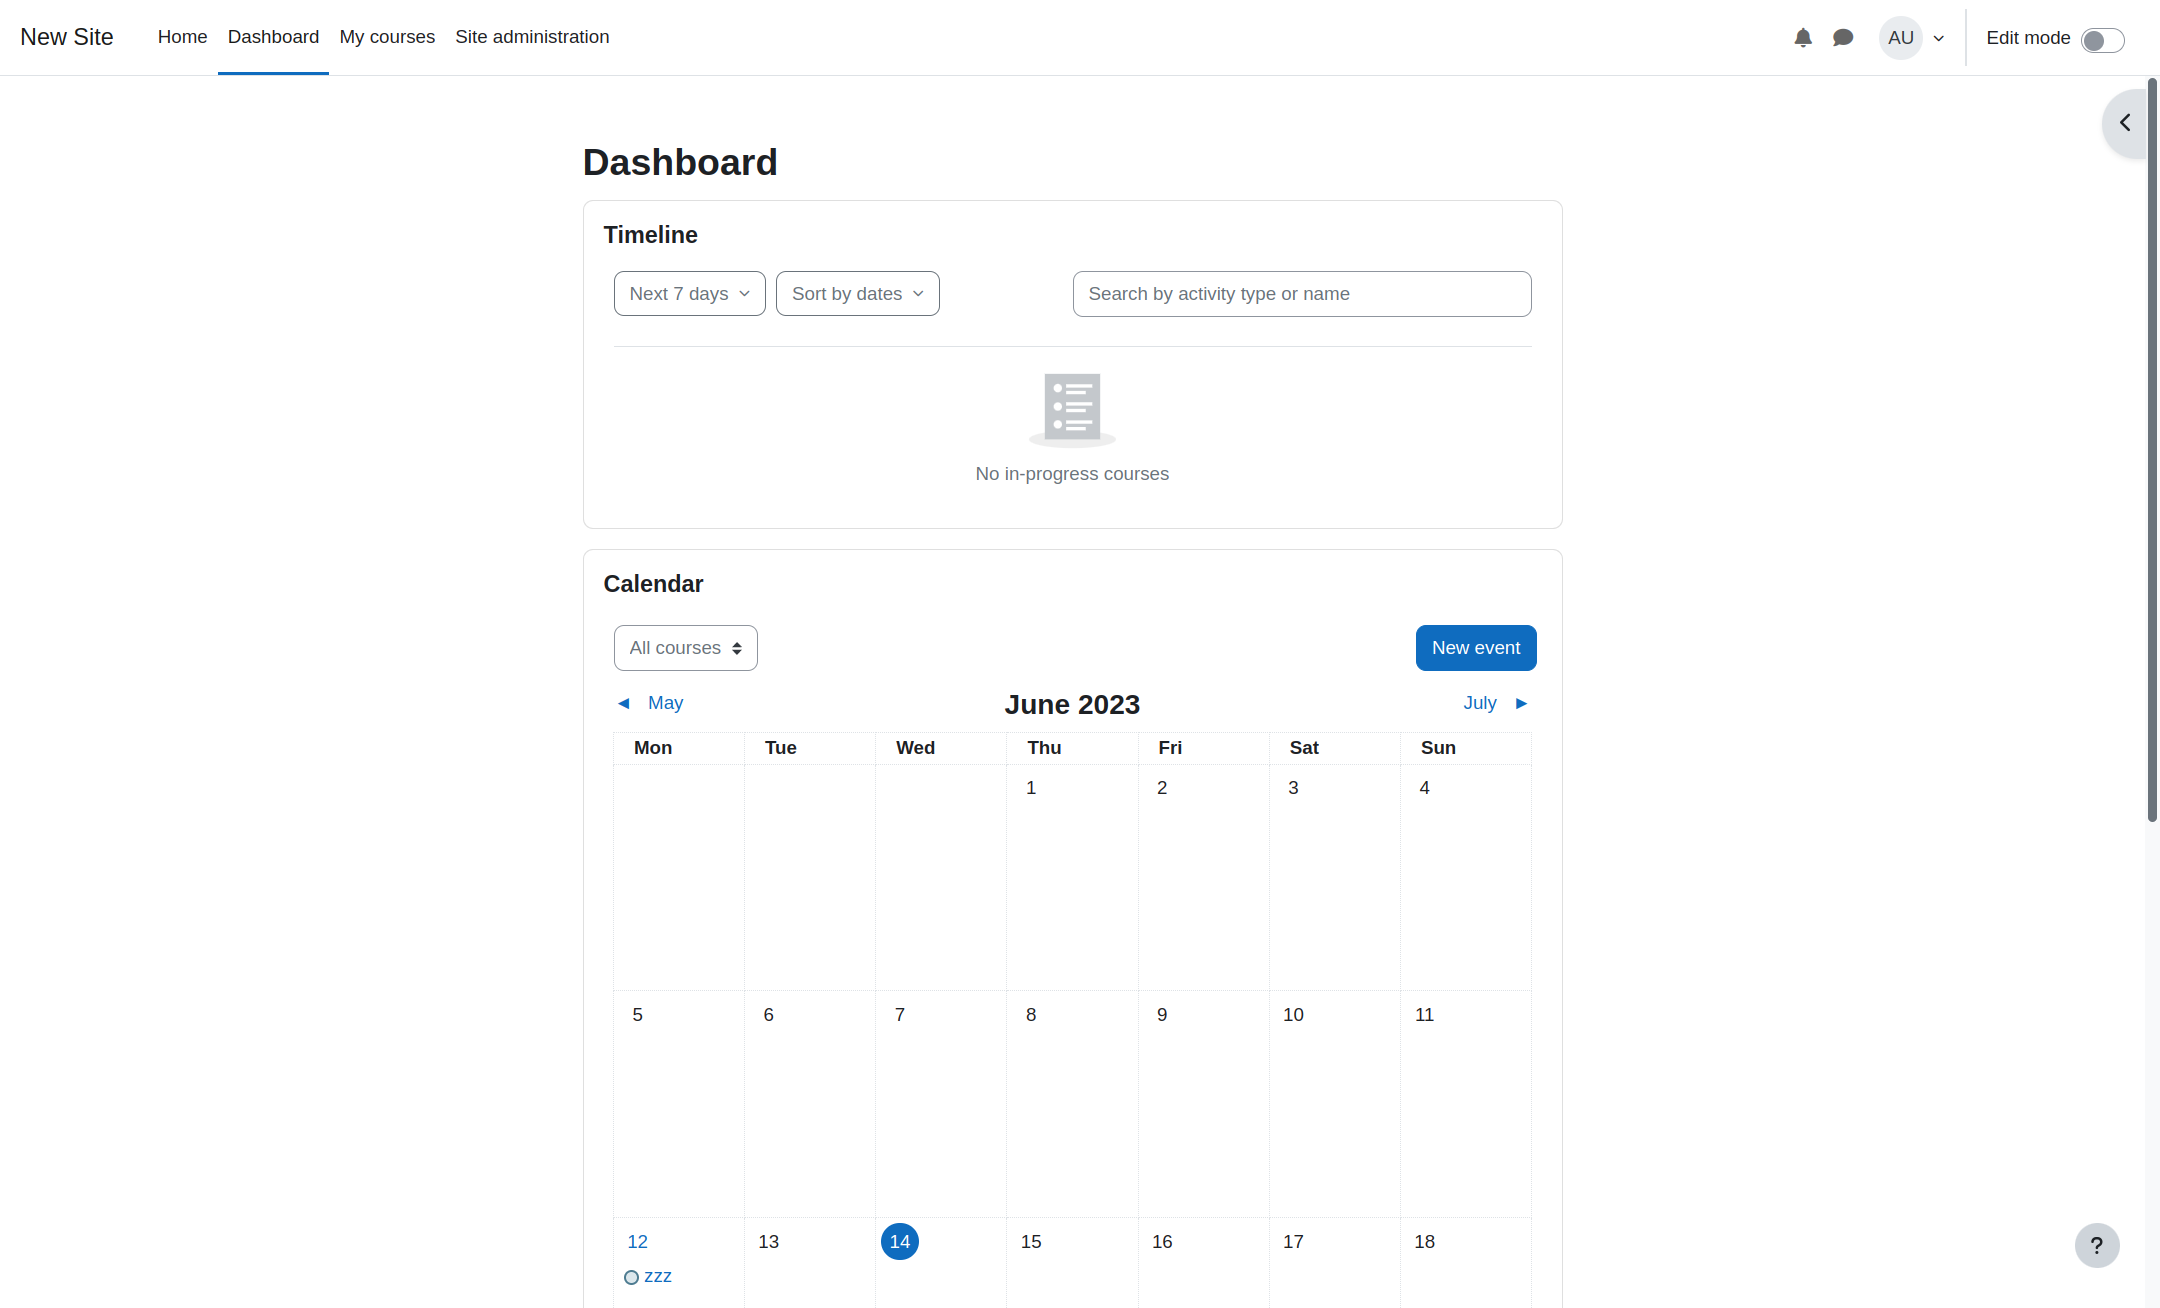 New Site Home Dashboard My courses Site administration AU Edit mode
Dashboard
Timeline
Next 7 days Sort by dates Search by activity type or name
No in-progress courses
Calendar
All courses New event
◄ May June 2023 July ►
Mon Tue Wed Thu Fri Sat Sun
1 2 3 4
5 6 7 8 9 10 11
12 13 14 15 16 17 18
zzz
?